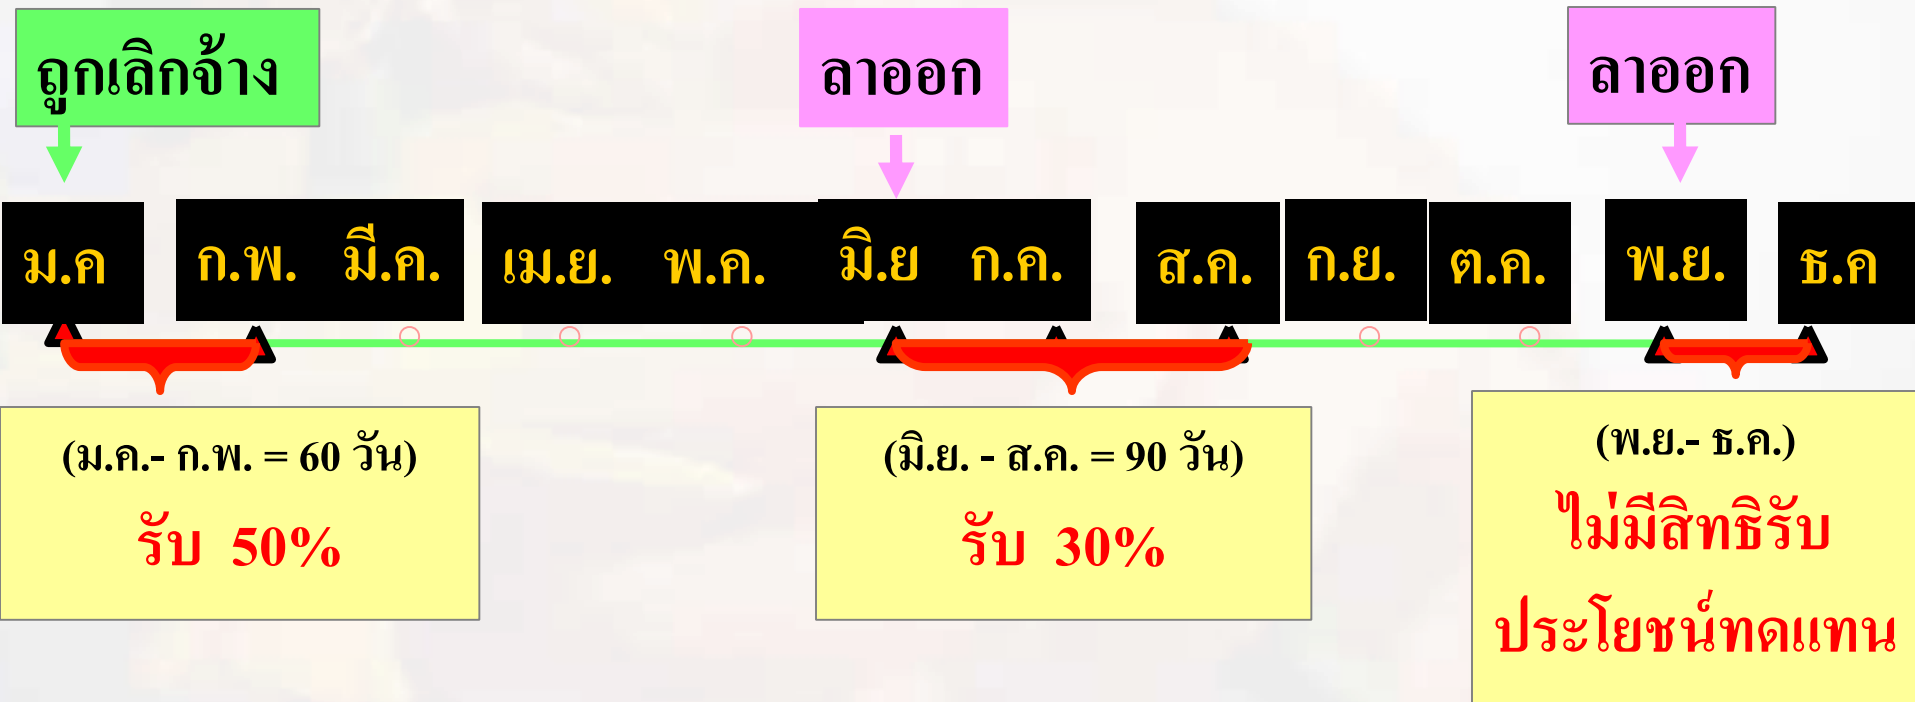 ถูกเลิกจ้าง
ลาออก
ลาออก
ม.ค ก.พ. มี.ค. เม.ย. พ.ค. มิ.ย ก.ค. ส.ค. ก.ย. ต.ค. พ.ย. ธ.ค
(ม.ค.- ก.พ. = 60 วัน)
รับ 50%
(มิ.ย. - ส.ค. = 90 วัน)
รับ 30%
(พ.ย.- ธ.ค.)
ไม่มีสิทธิรับ
ประโยชน์ทดแทน